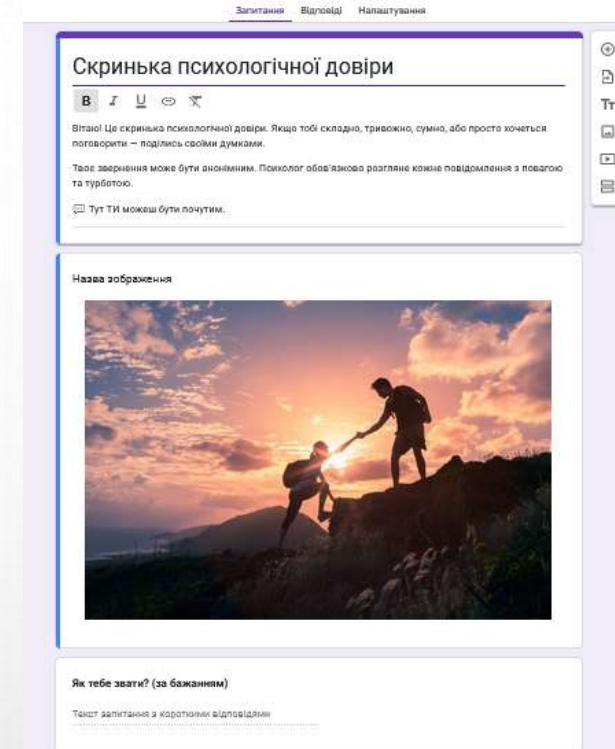 Запитання Відповіді Налаштування
Скринька психологічної довіри
B I U
Вітаю! Це скринька психологічної довіри. Якщо тобі складно, тривожно, сумно, або просто хочеться
поговорити — поділись своїми думками.
Твоє звернення може бути анонімним. Психолог обов'язково розгляне кожне повідомлення з повагою
та турботою.
💬 Тут ТИ можеш бути почутим.
Tт
Назва зображення
Як тебе звати? (за бажанням)
Текст запитання з короткими відповідями